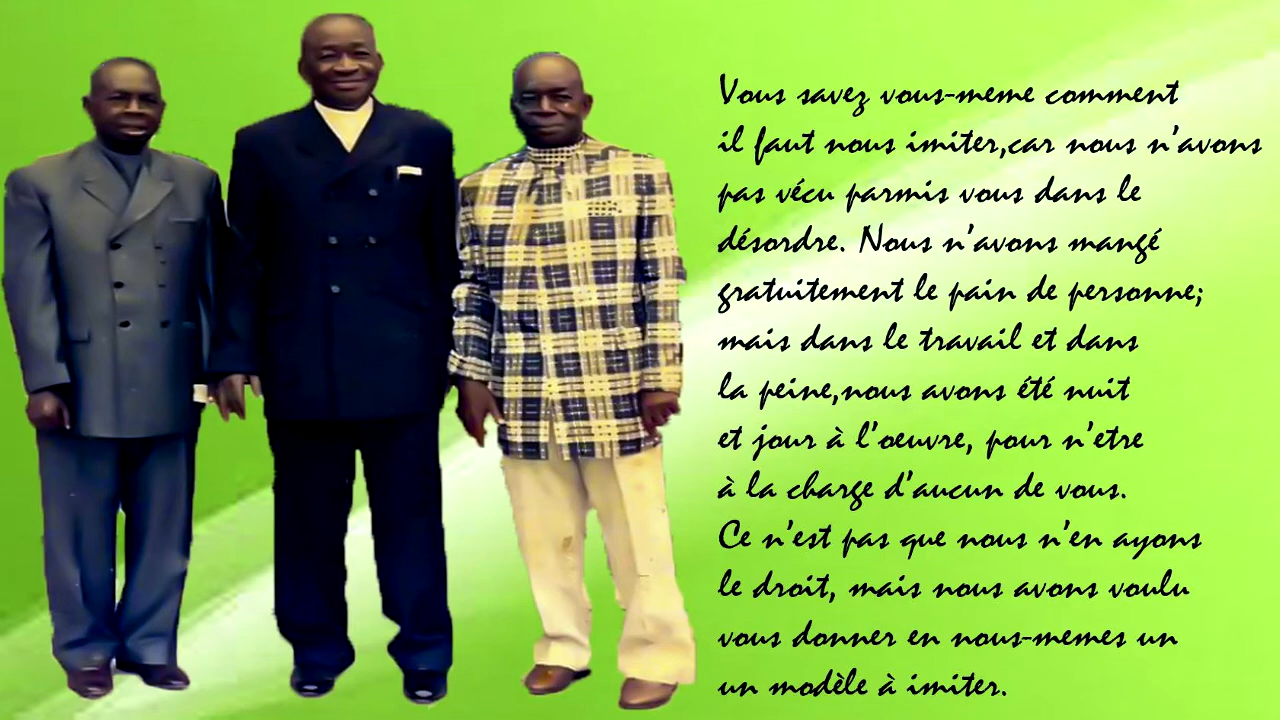 Vous savez vous-meme comment
il faut nous imiter,car nous n'avons
pas vécu parmis vous dans le
désordre. Nous n'avons mangé
gratuitement le pain de personne;
mais dans le travail et dans
la peine,nous avons été nuit
et jour à l'oeuvre, pour n'etre
à la charge d'aucun de vous.
Ce n'est pas que nous n'en ayons
le droit, mais nous avons voulu
vous donner en nous-memes un
un modèle à imiter.